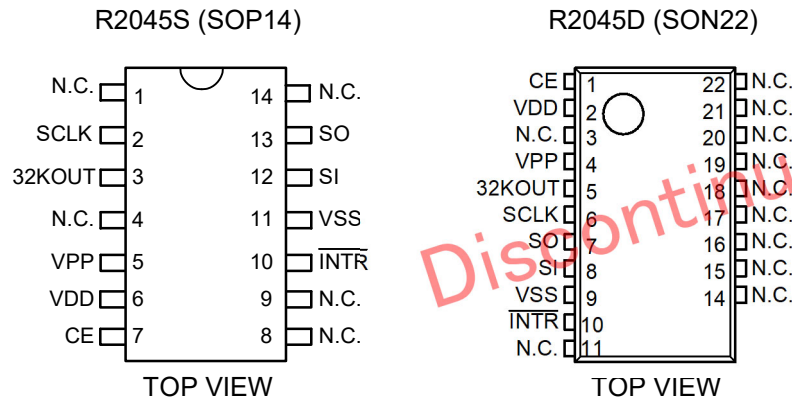 R2045S (SOP14)
N.C. 1 14 N.C.
SCLK 2 13 SO
32KOUT 3 12 SI
N.C. 4 11 VSS
VPP 5 10 INTR
VDD 6 9 N.C.
CE 7 8 N.C.
TOP VIEW
R2045D (SON22)
CE 1 22 N.C.
VDD 2 21 N.C.
N.C. 3 20 N.C.
VPP 4 19 N.C.
32KOUT 5 18 N.C.
SCLK 6 17 N.C.
SO 7 16 N.C.
SI 8 15 N.C.
VSS 9 14 N.C.
INTR 10
N.C. 11
TOP VIEW
Discontinu